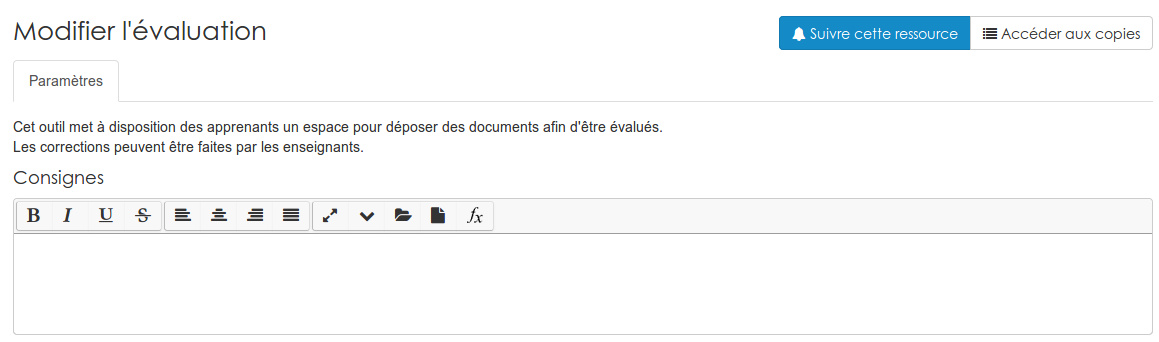 Modifier l'évaluation
Suivre cette ressource
Accéder aux copies
Paramètres
Cet outil met à disposition des apprenants un espace pour déposer des documents afin d'être évalués.
Les corrections peuvent être faites par les enseignants.
Consignes
B I U S fx